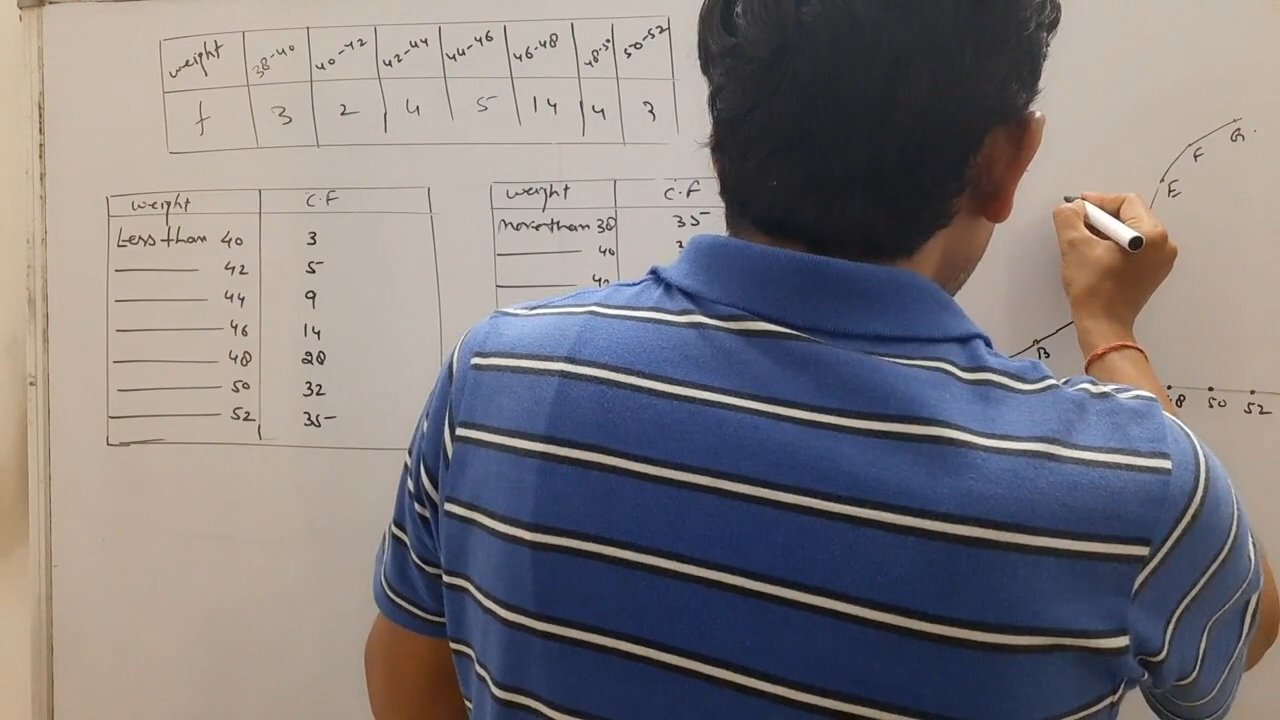 weight 38-40 40-42 42-44 44-46 46-48 48-50 50-52
f 3 2 4 5 14 4 3
weight C.F
Less than 40 3
42 5
44 9
46 14
48 28
50 32
52 35
weight C.F
More than 38 35
40
42
G
F
E
B
8 50 52